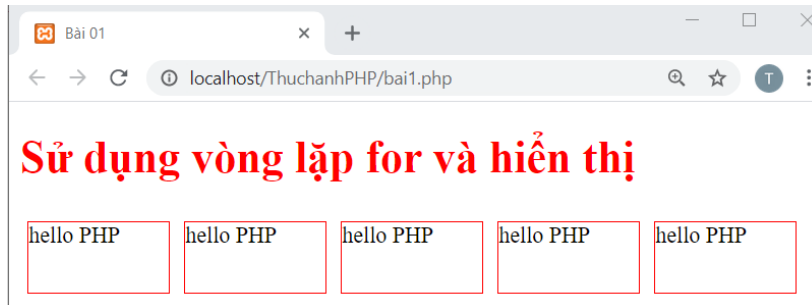 Bài 01
localhost/ThuchanhPHP/bai1.php
T
Sử dụng vòng lặp for và hiển thị
hello PHP hello PHP hello PHP hello PHP hello PHP